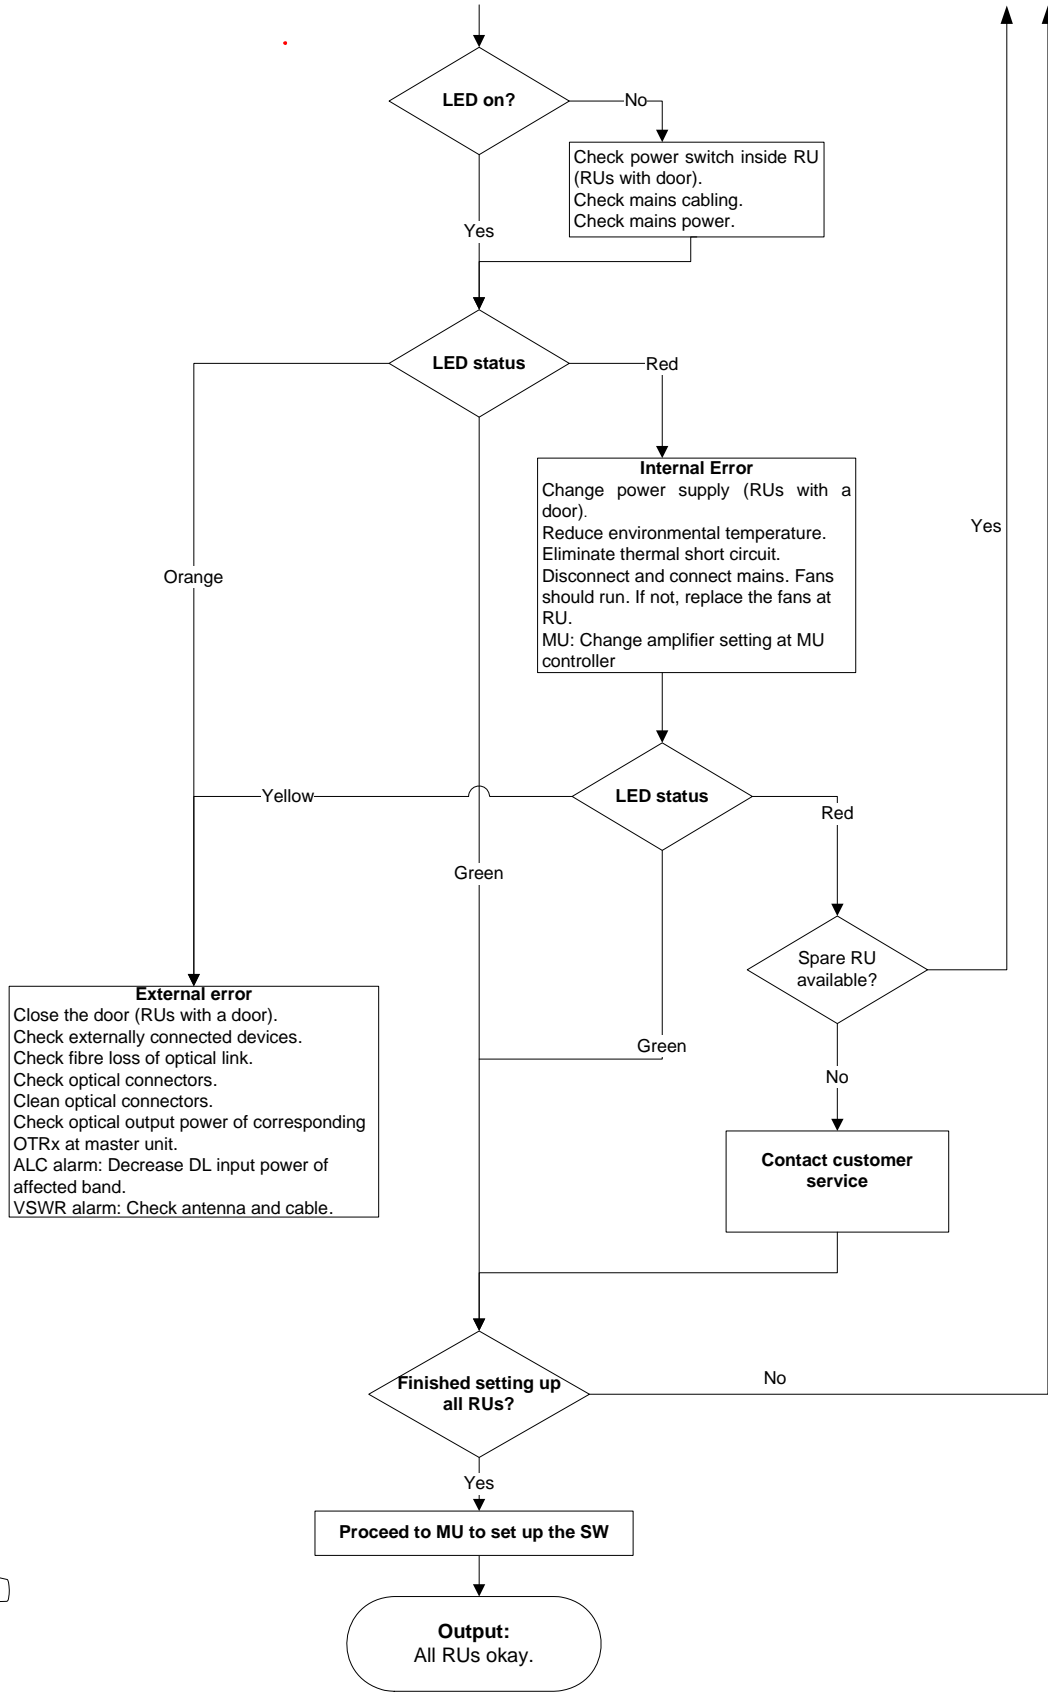 LED on?
No
Check power switch inside RU
(RUs with door).
Check mains cabling.
Check mains power.
Yes
LED status
Red
Internal Error
Change power supply (RUs with a
door).
Reduce environmental temperature.
Eliminate thermal short circuit.
Disconnect and connect mains. Fans
should run. If not, replace the fans at
RU.
MU: Change amplifier setting at MU
controller
Yes
Orange
Yellow
LED status
Red
Green
Spare RU
available?
External error
Close the door (RUs with a door).
Check externally connected devices.
Check fibre loss of optical link.
Check optical connectors.
Clean optical connectors.
Check optical output power of corresponding
OTRx at master unit.
ALC alarm: Decrease DL input power of
affected band.
VSWR alarm: Check antenna and cable.
Green
No
Contact customer
service
Finished setting up
all RUs?
No
Yes
Proceed to MU to set up the SW
Output:
All RUs okay.